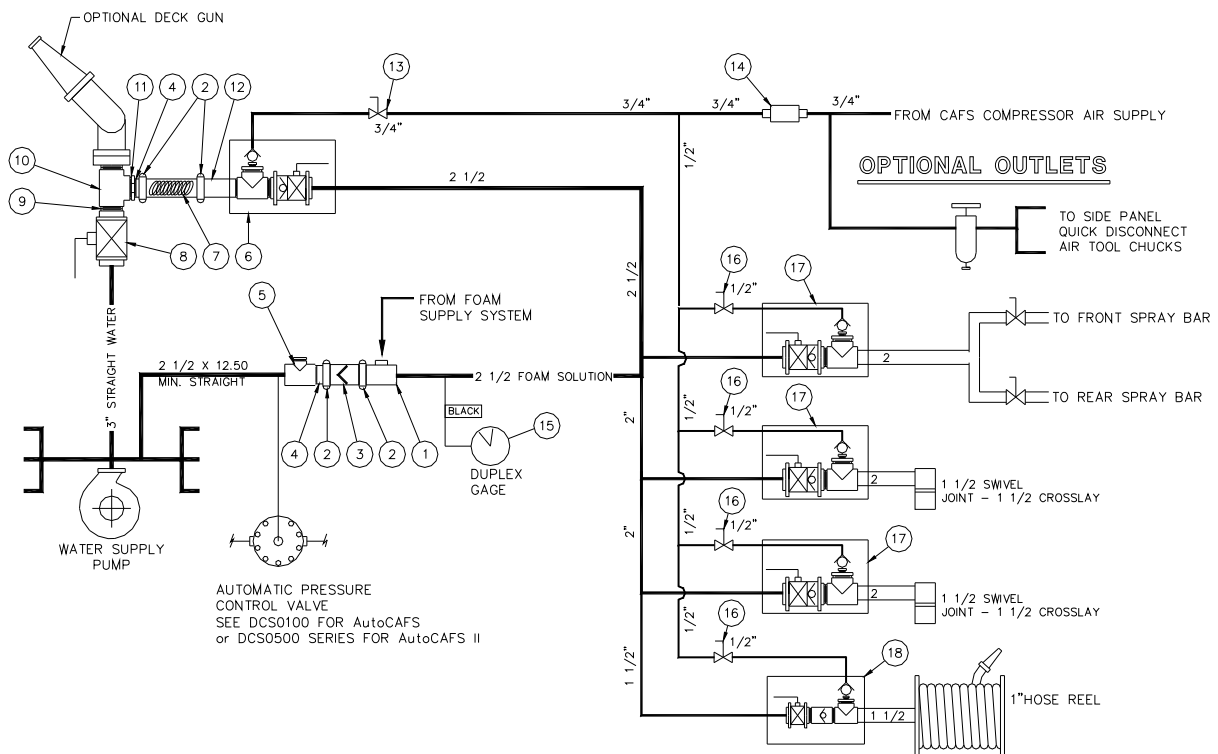 OPTIONAL DECK GUN
11
4
2
12
13
14
3/4"
3/4"
3/4"
3/4"
FROM CAFS COMPRESSOR AIR SUPPLY
1/2"
OPTIONAL OUTLETS
10
9
8
7
6
2 1/2
TO SIDE PANEL
QUICK DISCONNECT
AIR TOOL CHUCKS
2 1/2
16
1/2"
17
5
FROM FOAM
SUPPLY SYSTEM
3" STRAIGHT WATER
2 1/2 X 12.50
MIN. STRAIGHT
2 1/2 FOAM SOLUTION
2
TO FRONT SPRAY BAR
TO REAR SPRAY BAR
BLACK
15
DUPLEX
GAGE
4
2
3
2
1
2"
1/2"
16
1/2"
17
2
1 1/2 SWIVEL
JOINT - 1 1/2 CROSSLAY
WATER SUPPLY
PUMP
2"
1/2"
16
1/2"
17
2
1 1/2 SWIVEL
JOINT - 1 1/2 CROSSLAY
AUTOMATIC PRESSURE
CONTROL VALVE
SEE DCS0100 FOR AutoCAFS
or DCS0500 SERIES FOR AutoCAFS II
1 1/2"
1/2"
16
1/2"
18
1 1/2
1"HOSE REEL